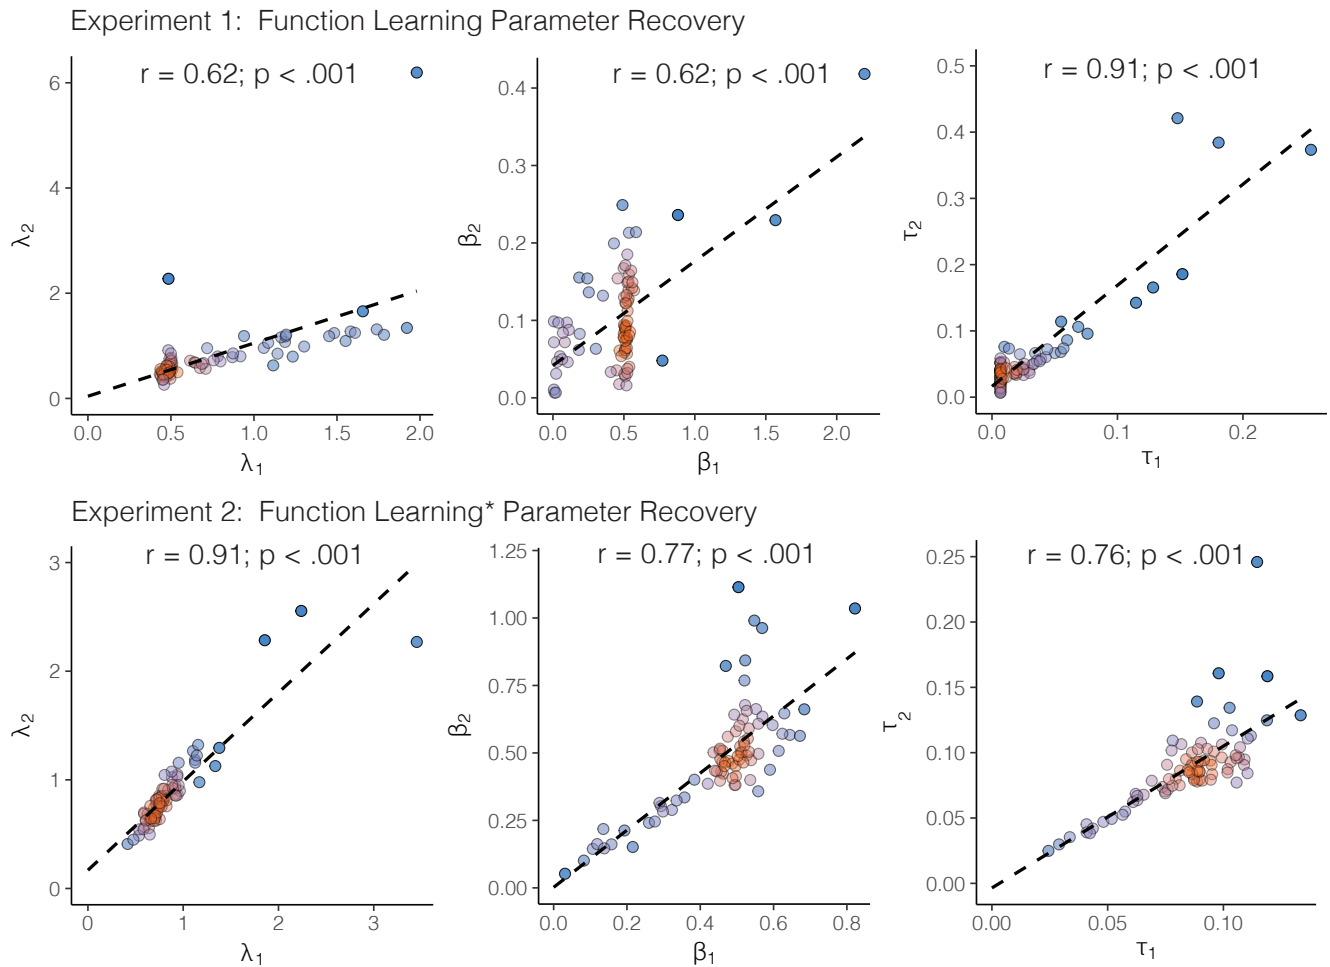 Experiment 1:  Function Learning Parameter Recovery
r = 0.62; p < .001
6
4
2
0
λ2
0.0 0.5 1.0 1.5 2.0
λ1
r = 0.62; p < .001
0.4
0.3
0.2
0.1
0.0
β2
0.0 0.5 1.0 1.5 2.0
β1
r = 0.91; p < .001
0.5
0.4
0.3
0.2
0.1
0.0
τ2
0.0 0.1 0.2
τ1
Experiment 2:  Function Learning* Parameter Recovery
r = 0.91; p < .001
3
2
1
0
λ2
0 1 2 3
λ1
r = 0.77; p < .001
1.25
1.00
0.75
0.50
0.25
0.00
β2
0.0 0.2 0.4 0.6 0.8
β1
r = 0.76; p < .001
0.25
0.20
0.15
0.10
0.05
0.00
τ2
0.00 0.05 0.10
τ1